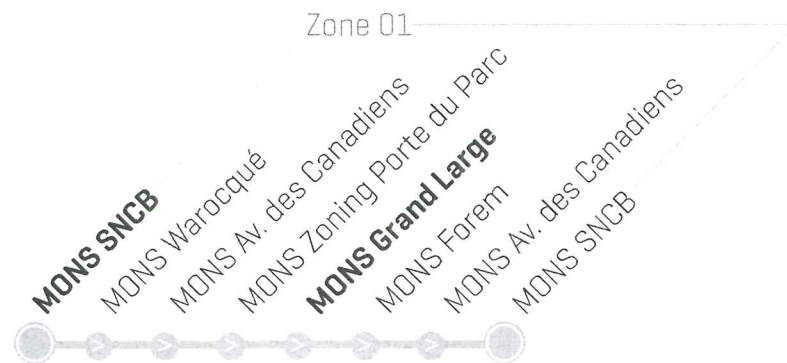 Zone 01
MONS SNCB
MONS Warocqué
MONS Av. des Canadiens
MONS Zoning Porte du Parc
MONS Grand Large
MONS Forem
MONS Av. des Canadiens
MONS SNCB